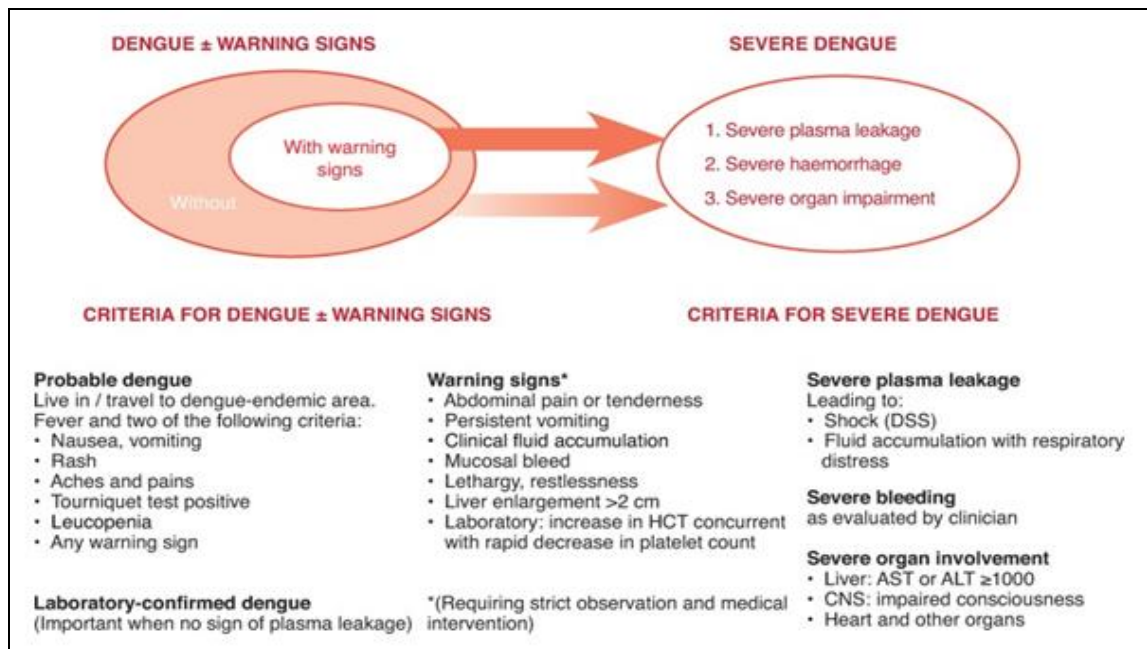 DENGUE ± WARNING SIGNS
SEVERE DENGUE
With warning
signs
Without
1. Severe plasma leakage
2. Severe haemorrhage
3. Severe organ impairment
CRITERIA FOR DENGUE ± WARNING SIGNS
CRITERIA FOR SEVERE DENGUE
Probable dengue
Live in / travel to dengue-endemic area.
Fever and two of the following criteria:
• Nausea, vomiting
• Rash
• Aches and pains
• Tourniquet test positive
• Leucopenia
• Any warning sign
Laboratory-confirmed dengue
(Important when no sign of plasma leakage)
Warning signs*
• Abdominal pain or tenderness
• Persistent vomiting
• Clinical fluid accumulation
• Mucosal bleed
• Lethargy, restlessness
• Liver enlargement >2 cm
• Laboratory: increase in HCT concurrent
with rapid decrease in platelet count
*(Requiring strict observation and medical
intervention)
Severe plasma leakage
Leading to:
• Shock (DSS)
• Fluid accumulation with respiratory
distress
Severe bleeding
as evaluated by clinician
Severe organ involvement
• Liver: AST or ALT ≥1000
• CNS: impaired consciousness
• Heart and other organs